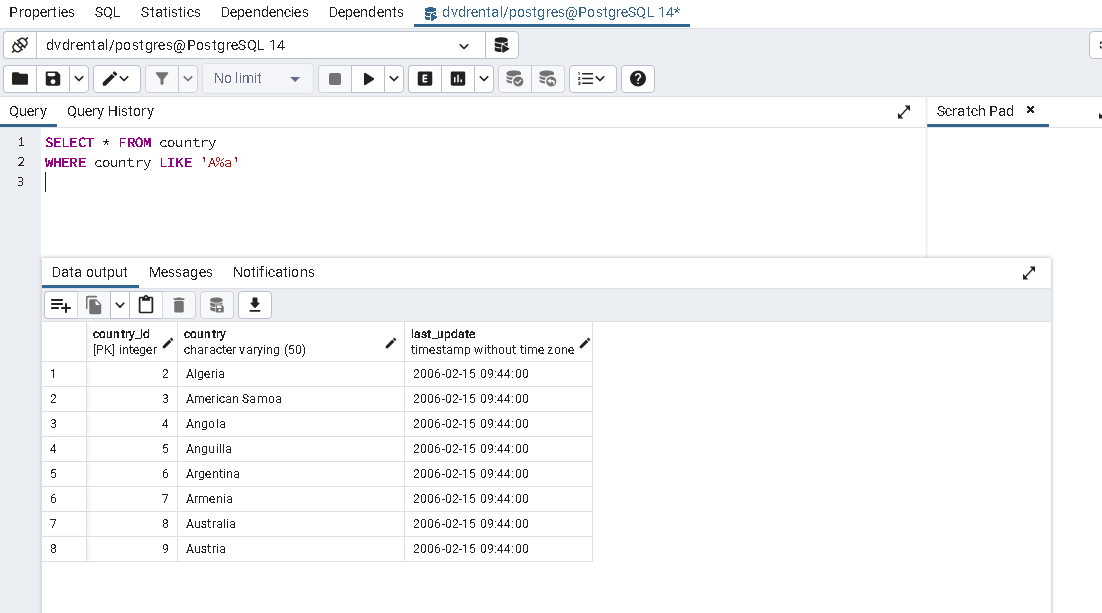 Properties SQL Statistics Dependencies Dependents dvdrental/postgres@PostgreSQL 14*
dvdrental/postgres@PostgreSQL 14
No limit E
Query Query History Scratch Pad
1 SELECT * FROM country
2 WHERE country LIKE 'A%a'
3
Data output Messages Notifications
country_id country last_update
[PK] integer character varying (50) timestamp without time zone
1 2 Algeria 2006-02-15 09:44:00
2 3 American Samoa 2006-02-15 09:44:00
3 4 Angola 2006-02-15 09:44:00
4 5 Anguilla 2006-02-15 09:44:00
5 6 Argentina 2006-02-15 09:44:00
6 7 Armenia 2006-02-15 09:44:00
7 8 Australia 2006-02-15 09:44:00
8 9 Austria 2006-02-15 09:44:00